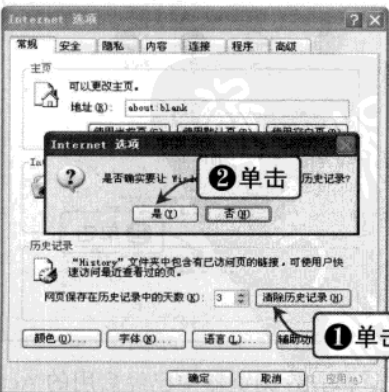 Internet 选项
常规 安全 隐私 内容 连接 程序 高级
主页
可以更改主页。
地址(R): about:blank
Internet 选项
是否确实要让 历史记录?
❷单击
是(Y) 否(N)
历史记录
“History”文件夹中包含有已访问页的链接，可使用户快
速访问最近查看过的页。
网页保存在历史记录中的天数(K): 3 清除历史记录(H)
❶单击
颜色(O)... 字体(N)... 语言(L)... 辅助功
确定 取消 应用(A)